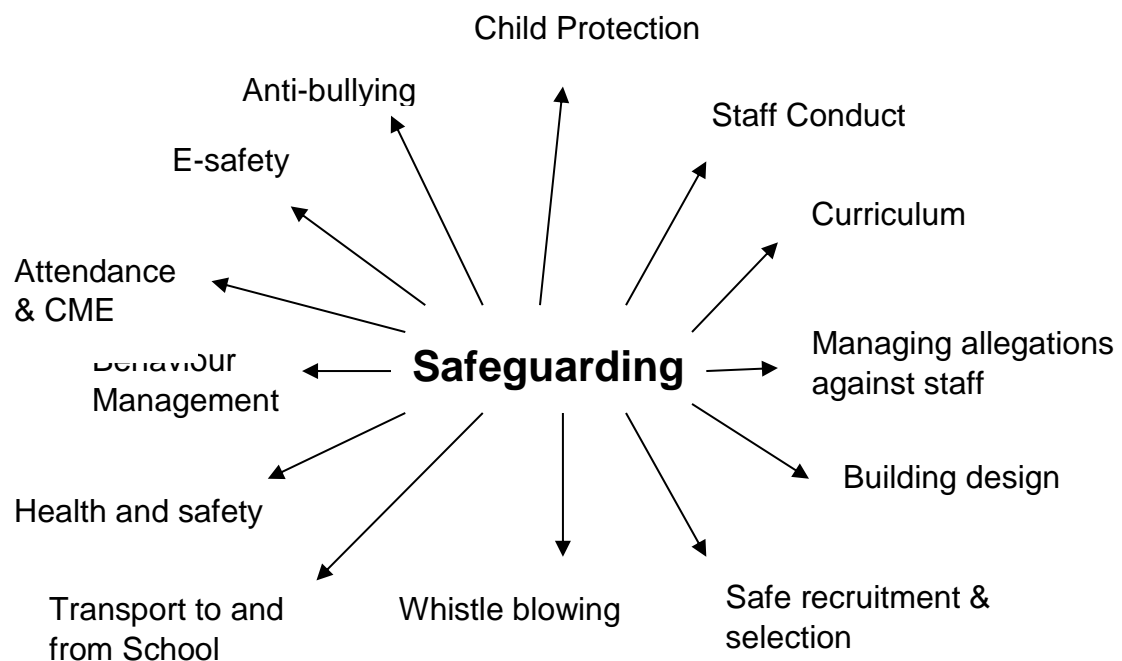 Child Protection
Anti-bullying
Staff Conduct
E-safety
Curriculum
Attendance
& CME
Managing allegations
against staff
Safeguarding
Behaviour
Management
Building design
Health and safety
Safe recruitment &
selection
Transport to and
from School
Whistle blowing